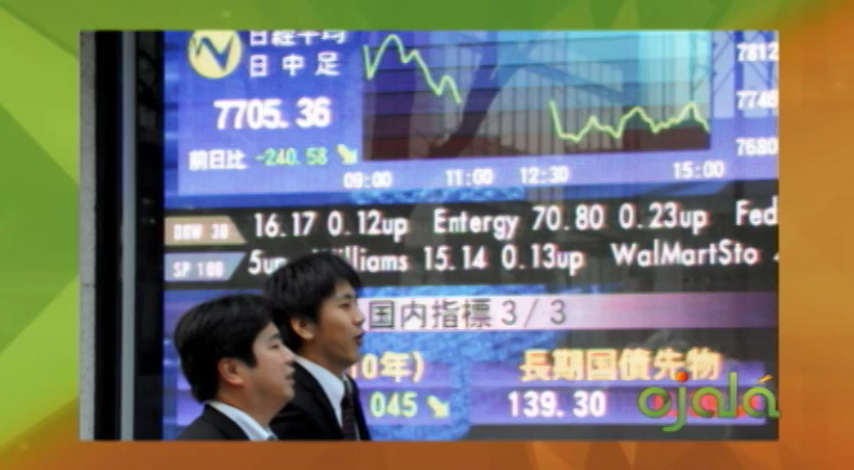 日経平均
日中足
7705.36
前日比 -240.58
7812
7746
7680
09:00 11:00 12:30 15:00
DOW 30 16.17 0.12up Entergy 70.80 0.23up Fed
SP 100 5up Williams 15.14 0.13up WalMartSto
国内指標 3/3
10年) 長期国債先物
045 139.30
ojalá